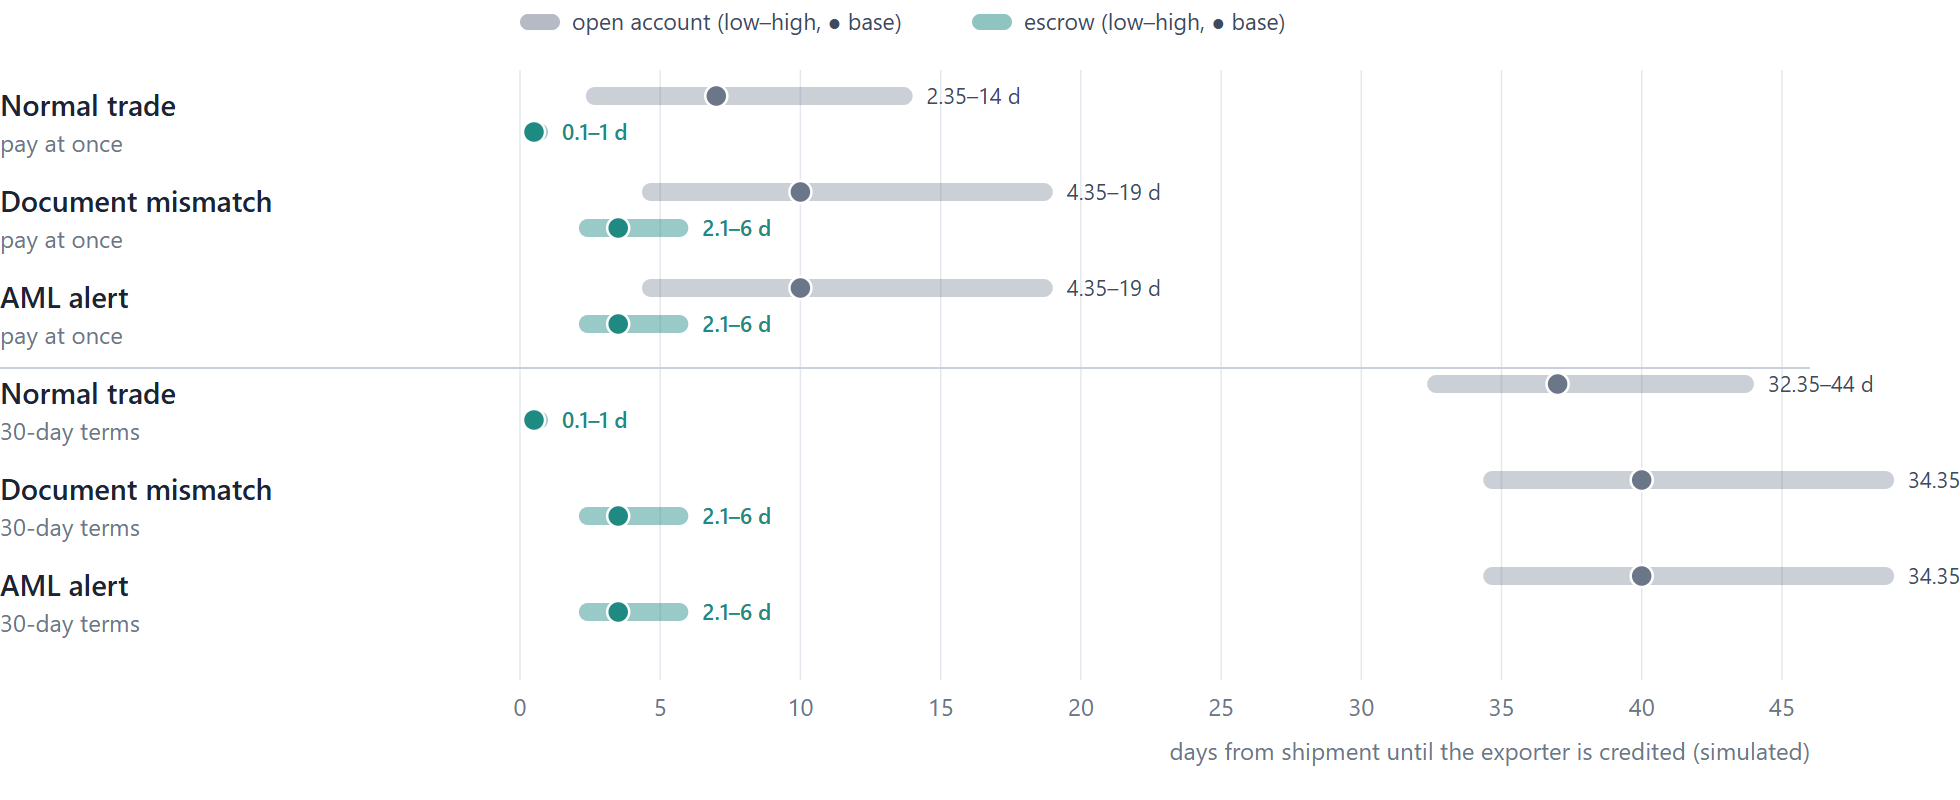 open account (low–high, ● base)
escrow (low–high, ● base)
Normal trade
pay at once
2.35–14 d
0.1–1 d
Document mismatch
pay at once
4.35–19 d
2.1–6 d
AML alert
pay at once
4.35–19 d
2.1–6 d
Normal trade
30-day terms
32.35–44 d
0.1–1 d
Document mismatch
30-day terms
34.35
2.1–6 d
AML alert
30-day terms
34.35
2.1–6 d
0 5 10 15 20 25 30 35 40 45
days from shipment until the exporter is credited (simulated)